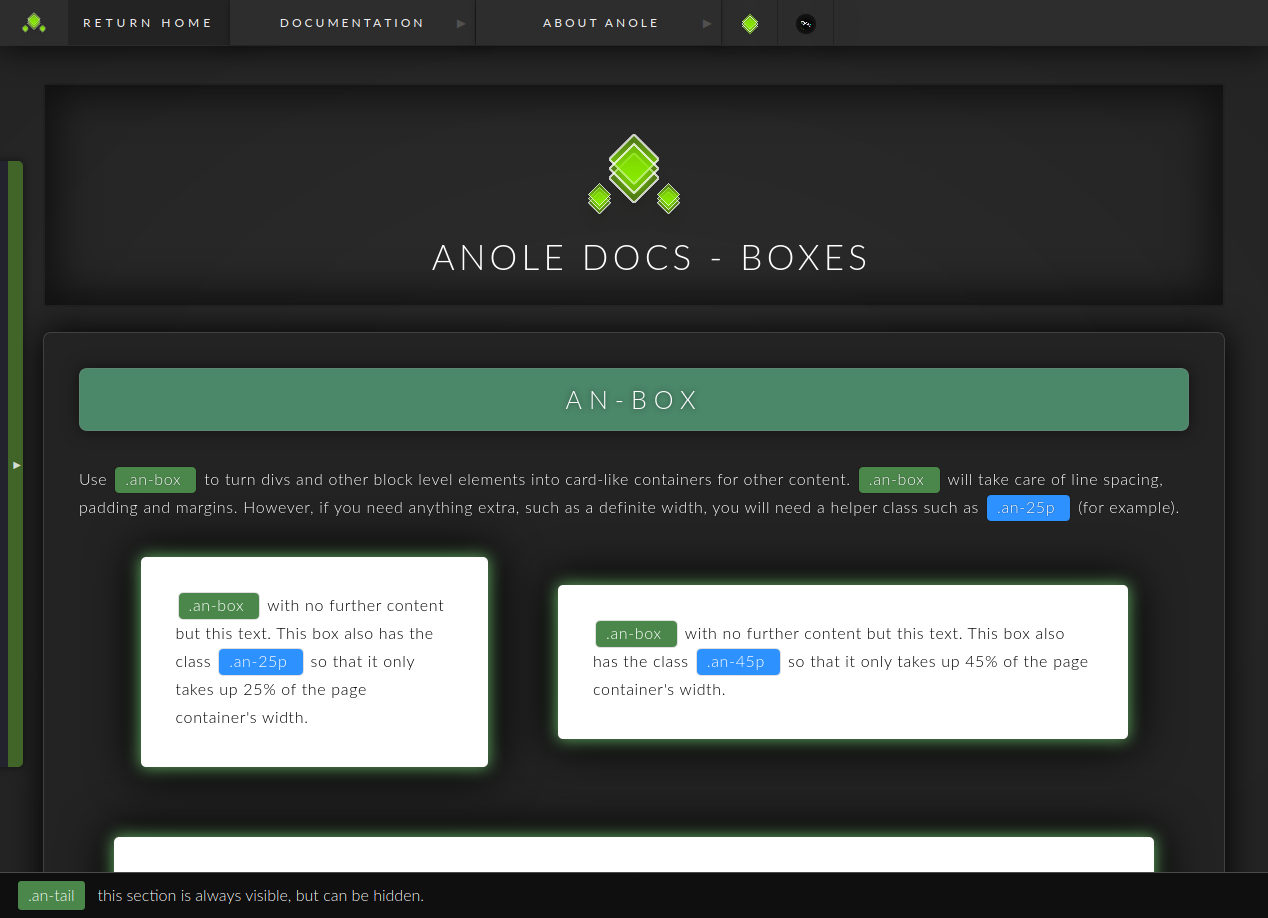 RETURN HOME DOCUMENTATION ▶ ABOUT ANOLE ▶
ANOLE DOCS - BOXES
▶
AN-BOX
Use .an-box to turn divs and other block level elements into card-like containers for other content. .an-box will take care of line spacing,
padding and margins. However, if you need anything extra, such as a definite width, you will need a helper class such as .an-25p (for example).
.an-box with no further content
but this text. This box also has the
class .an-25p so that it only
takes up 25% of the page
container's width.
.an-box with no further content but this text. This box also
has the class .an-45p so that it only takes up 45% of the page
container's width.
.an-tail this section is always visible, but can be hidden.